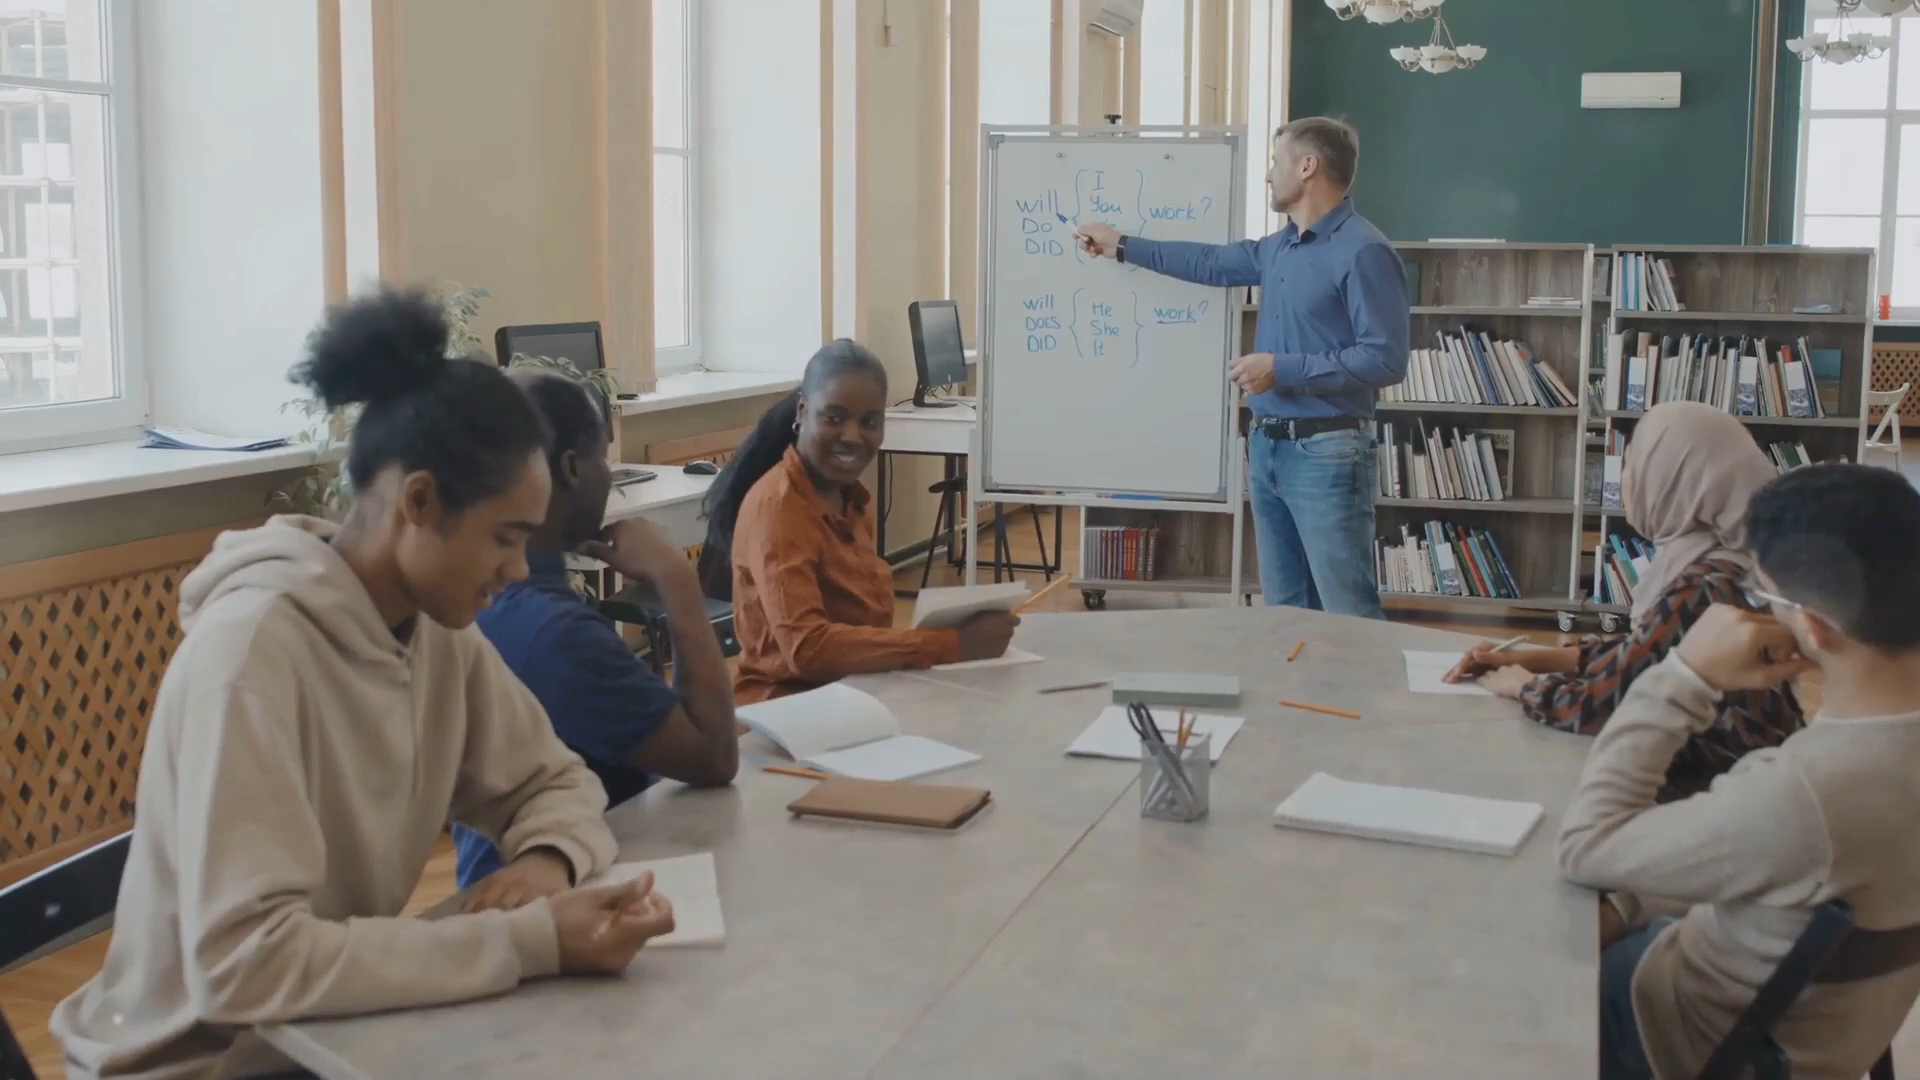 will { I
You } work?
DO
DID
will { He
DOES { She } work?
DID It